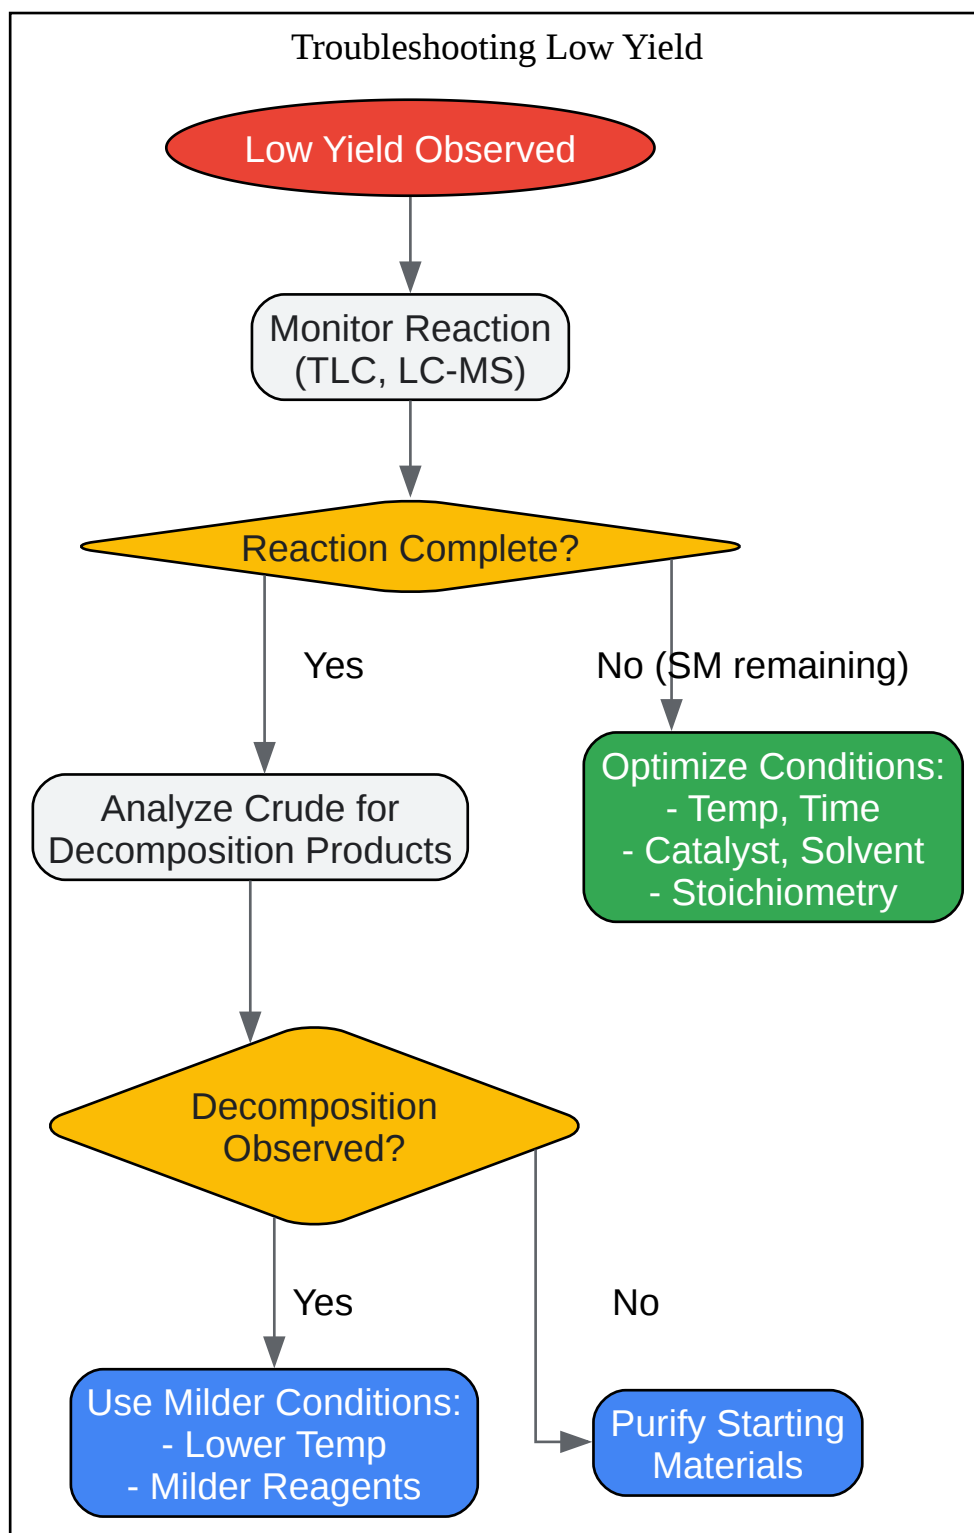 Troubleshooting Low Yield
Low Yield Observed
Monitor Reaction
(TLC, LC-MS)
Reaction Complete?
Yes
No (SM remaining)
Optimize Conditions:
- Temp, Time
- Catalyst, Solvent
- Stoichiometry
Analyze Crude for
Decomposition Products
Decomposition
Observed?
Yes
No
Use Milder Conditions:
- Lower Temp
- Milder Reagents
Purify Starting
Materials